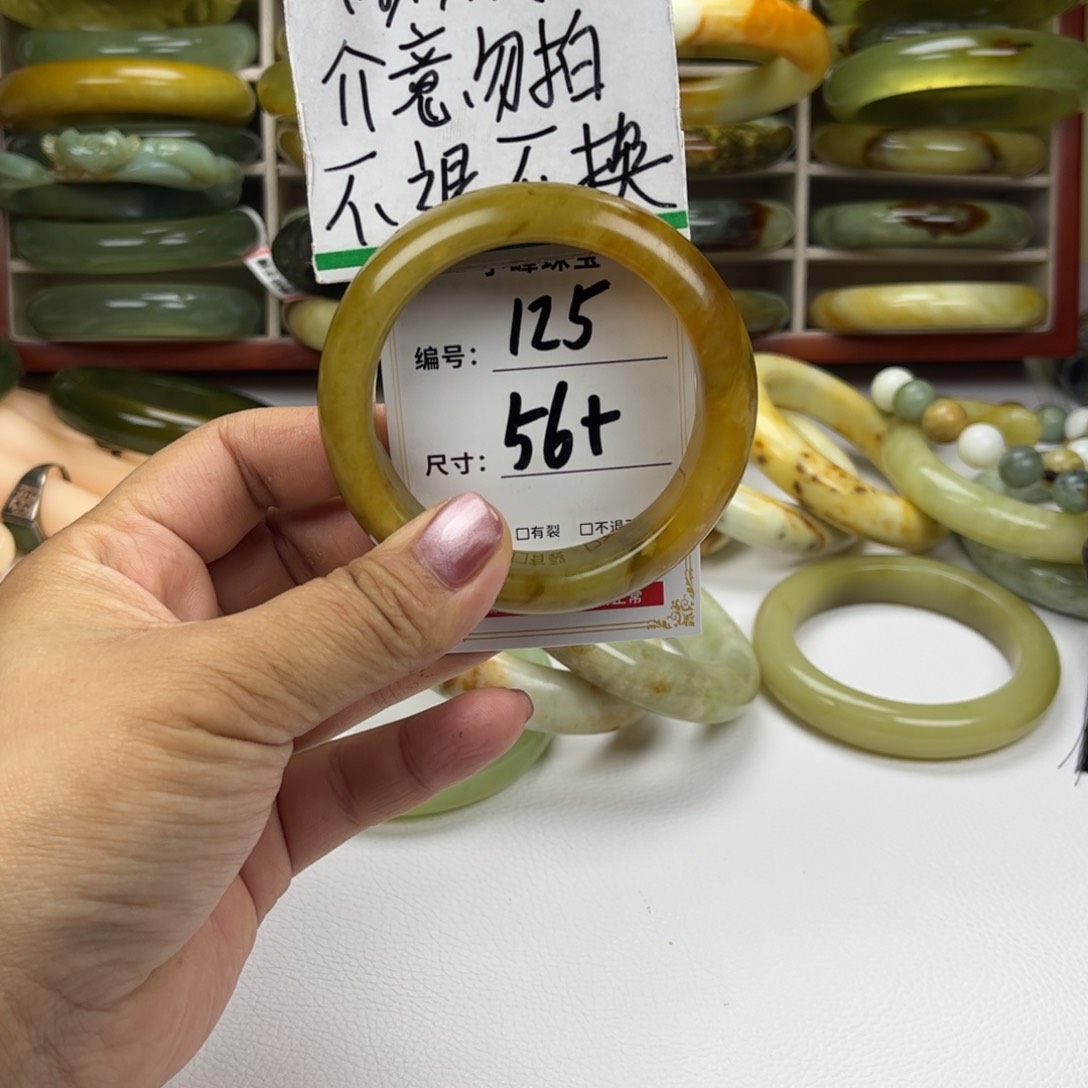 介意勿拍
不退不换
编号： 125
尺寸： 56+
□有裂 □不退